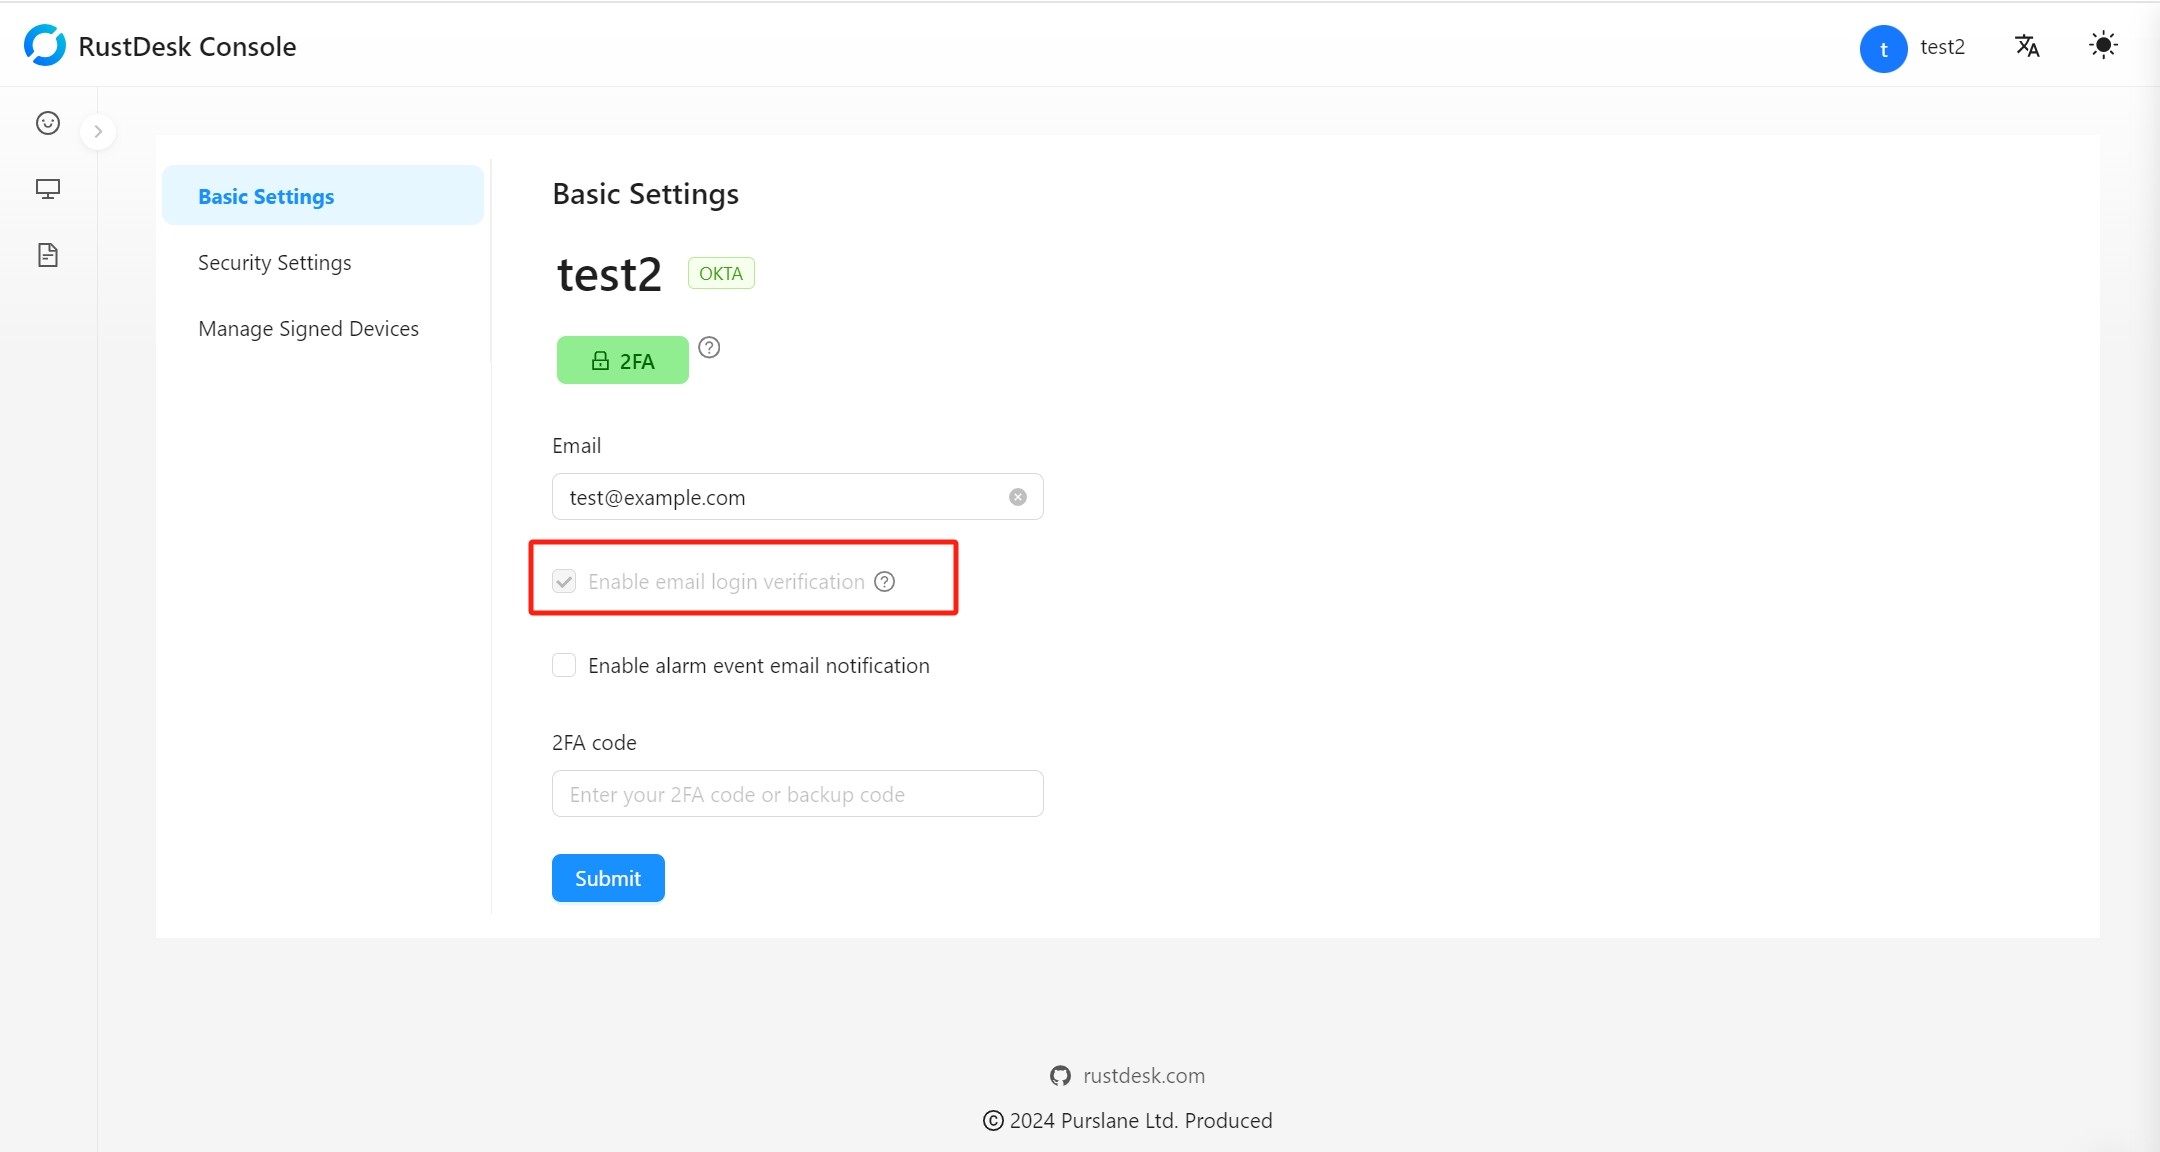 RustDesk Console
t
test2
Basic Settings
Security Settings
Manage Signed Devices
Basic Settings
test2
OKTA
2FA
Email
test@example.com
Enable email login verification
Enable alarm event email notification
2FA code
Enter your 2FA code or backup code
Submit
rustdesk.com
© 2024 Purslane Ltd. Produced